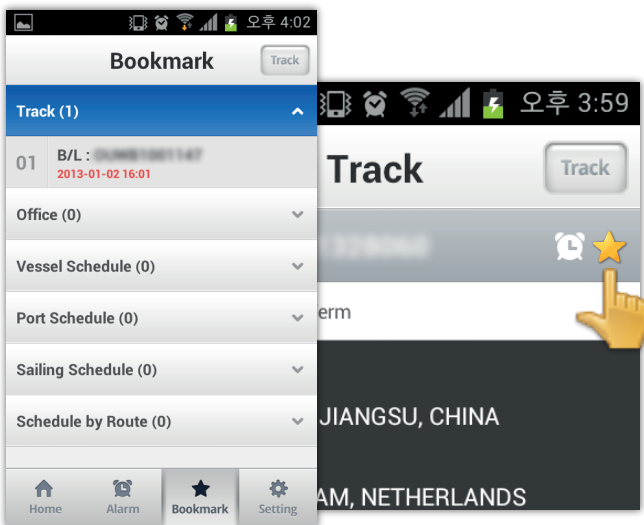 오후 4:02
Bookmark
Track
Track (1)
01
B/L :
2013-01-02 16:01
Office (0)
Vessel Schedule (0)
Port Schedule (0)
Sailing Schedule (0)
Schedule by Route (0)
Home
Alarm
Bookmark
Setting
오후 3:59
Track
Track
erm
JIANGSU, CHINA
AM, NETHERLANDS